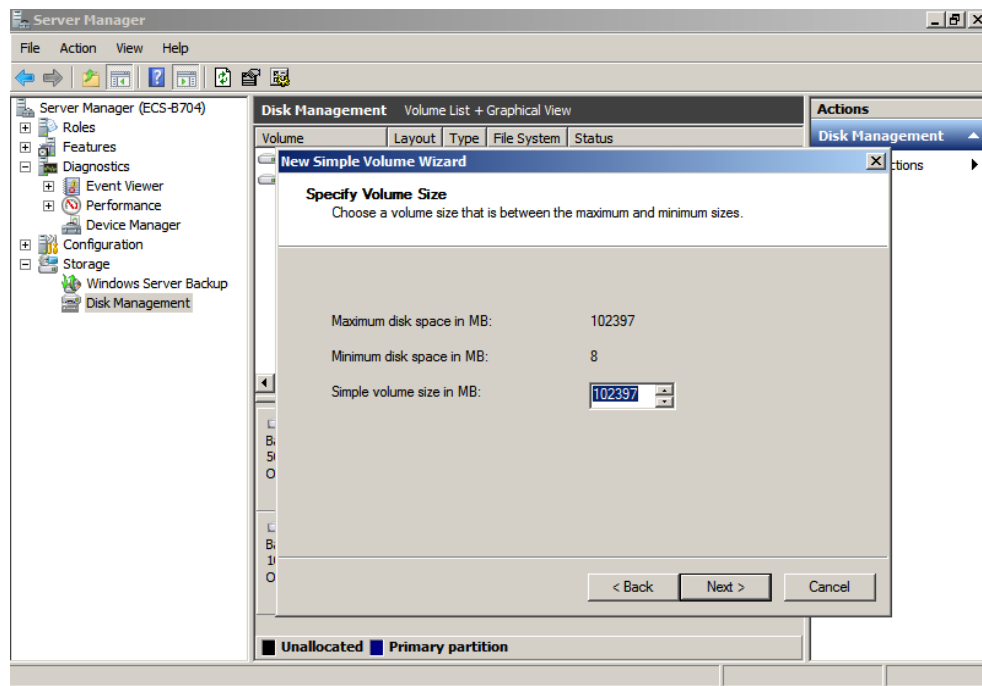 Server Manager
File Action View Help
Server Manager (ECS-B704)
Roles
Features
Diagnostics
Event Viewer
Performance
Device Manager
Configuration
Storage
Windows Server Backup
Disk Management
Disk Management Volume List + Graphical View
Volume Layout Type File System Status
Actions
Disk Management
ctions
New Simple Volume Wizard
Specify Volume Size
Choose a volume size that is between the maximum and minimum sizes.
Maximum disk space in MB: 102397
Minimum disk space in MB: 8
Simple volume size in MB: 102397
< Back Next > Cancel
Unallocated Primary partition